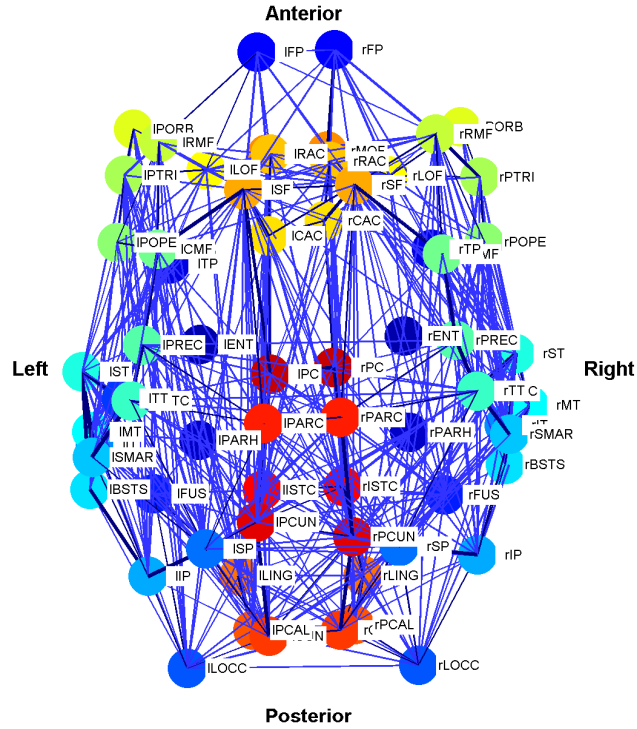 Anterior
lFP
rFP
lPORB
PORB
lRMF
rRMF
lRAC
rMOF
rRAC
lPTRI
lLOF
lSF
rSF
rLOF
rPTRI
lCAC
rCAC
lPOPE
lCMF
lTP
rTP
MF
rPOPE
lPREC
lENT
rENT
rPREC
rST
Left
lST
lPC
rPC
Right
lTT
TC
rTT
C
rMT
lMT
lPARC
rPARC
rSMAR
lPARH
rPARH
lSMAR
rBSTS
lBSTS
lFUS
lISTC
rISTC
rFUS
lPCUN
rPCUN
lSP
rSP
rIP
lIP
lLING
rLING
lPCAL
rPCAL
lLOCC
rLOCC
Posterior